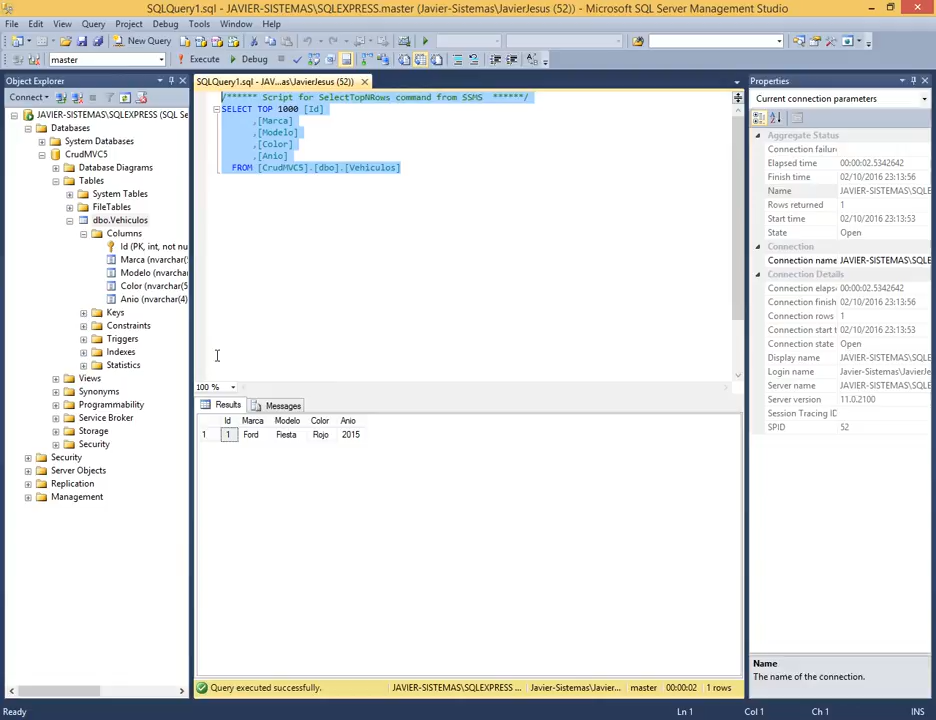 SQLQuery1.sql - JAVIER-SISTEMAS\SQLEXPRESS.master (Javier-Sistemas\JavierJesus (52)) - Microsoft SQL Server Management Studio
File Edit View Query Project Debug Tools Window Help
New Query
master
Execute
Debug
Object Explorer
Connect
JAVIER-SISTEMAS\SQLEXPRESS (SQL Se
Databases
System Databases
CrudMVC5
Database Diagrams
Tables
System Tables
FileTables
dbo.Vehiculos
Columns
Id (PK, int, not nu
Marca (nvarchar(5
Modelo (nvarchar
Color (nvarchar(5
Anio (nvarchar(4)
Keys
Constraints
Triggers
Indexes
Statistics
Views
Synonyms
Programmability
Service Broker
Storage
Security
Security
Server Objects
Replication
Management
SQLQuery1.sql - JAV...as\JavierJesus (52))
/****** Script for SelectTopNRows command from SSMS ******/
SELECT TOP 1000 [Id]
,[Marca]
,[Modelo]
,[Color]
,[Anio]
FROM [CrudMVC5].[dbo].[Vehiculos]
100 %
Results Messages
Id Marca Modelo Color Anio
1 1 Ford Fiesta Rojo 2015
Query executed successfully.
JAVIER-SISTEMAS\SQLEXPRESS ... Javier-Sistemas\Javier... master 00:00:02 1 rows
Properties
Current connection parameters
Aggregate Status
Connection failure
Elapsed time 00:00:02.5342642
Finish time 02/10/2016 23:13:56
Name JAVIER-SISTEMAS\SQLE
Rows returned 1
Start time 02/10/2016 23:13:53
State Open
Connection
Connection name JAVIER-SISTEMAS\SQLE
Connection Details
Connection elaps 00:00:02.5342642
Connection finish 02/10/2016 23:13:56
Connection rows 1
Connection start t 02/10/2016 23:13:53
Connection state Open
Display name JAVIER-SISTEMAS\SQLE
Login name Javier-Sistemas\JavierJe
Server name JAVIER-SISTEMAS\SQLE
Server version 11.0.2100
Session Tracing ID
SPID 52
Name
The name of the connection.
Ready
Ln 1 Col 1 Ch 1 INS